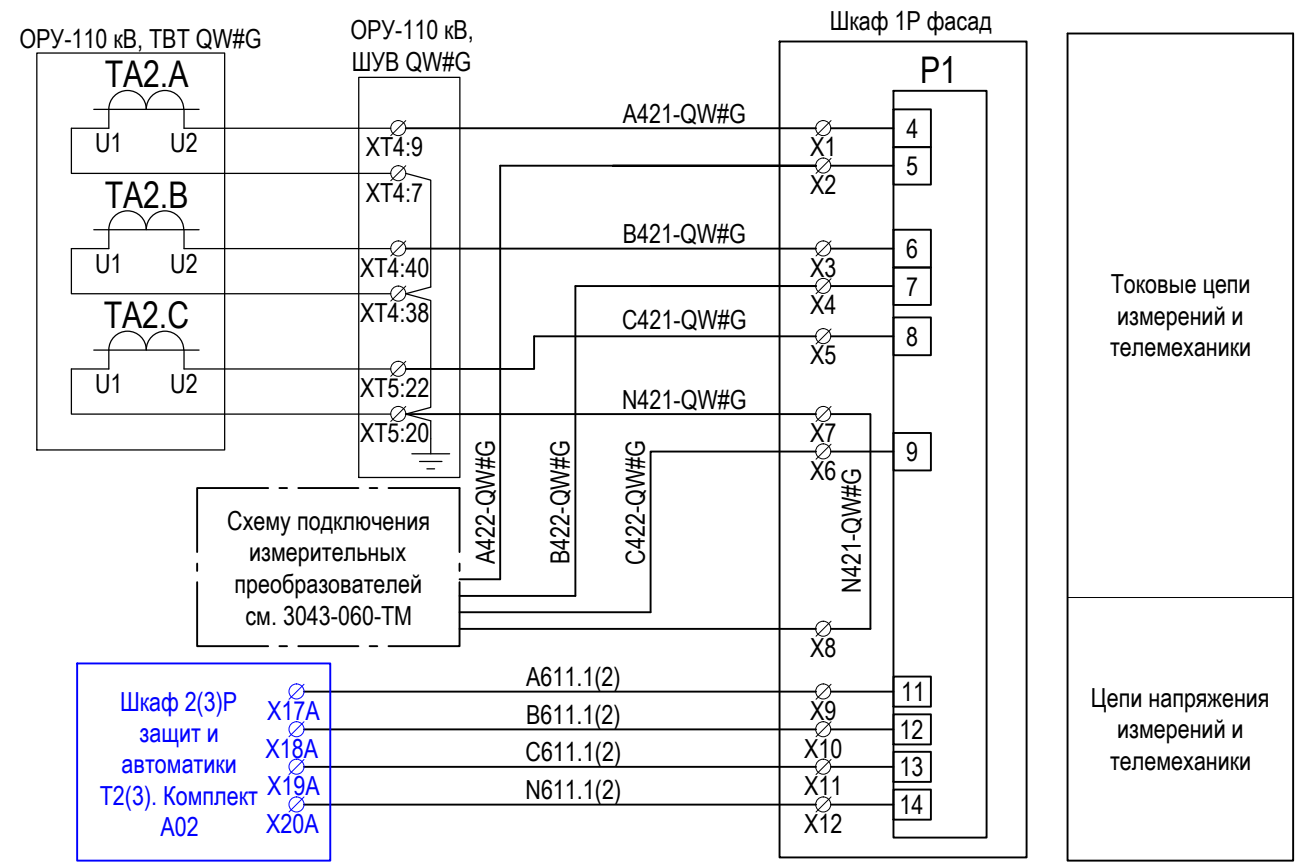 ОРУ-110 кВ, ТВТ QW#G
ТА2.А
U1 U2
ТА2.В
U1 U2
ТА2.С
U1 U2
ОРУ-110 кВ,
ШУВ QW#G
XT4:9
XT4:7
XT4:40
XT4:38
XT5:22
XT5:20
A421-QW#G
B421-QW#G
C421-QW#G
N421-QW#G
A422-QW#G
B422-QW#G
C422-QW#G
N421-QW#G
Шкаф 1Р фасад
P1
X1
4
X2
5
X3
6
X4
7
X5
8
X7
X6
9
X8
X9
11
X10
12
X11
13
X12
14
Схему подключения
измерительных
преобразователей
см. 3043-060-ТМ
Шкаф 2(3)Р
защит и
автоматики
Т2(3). Комплект
А02
X17A
X18A
X19A
X20A
A611.1(2)
B611.1(2)
C611.1(2)
N611.1(2)
Токовые цепи
измерений и
телемеханики
Цепи напряжения
измерений и
телемеханики